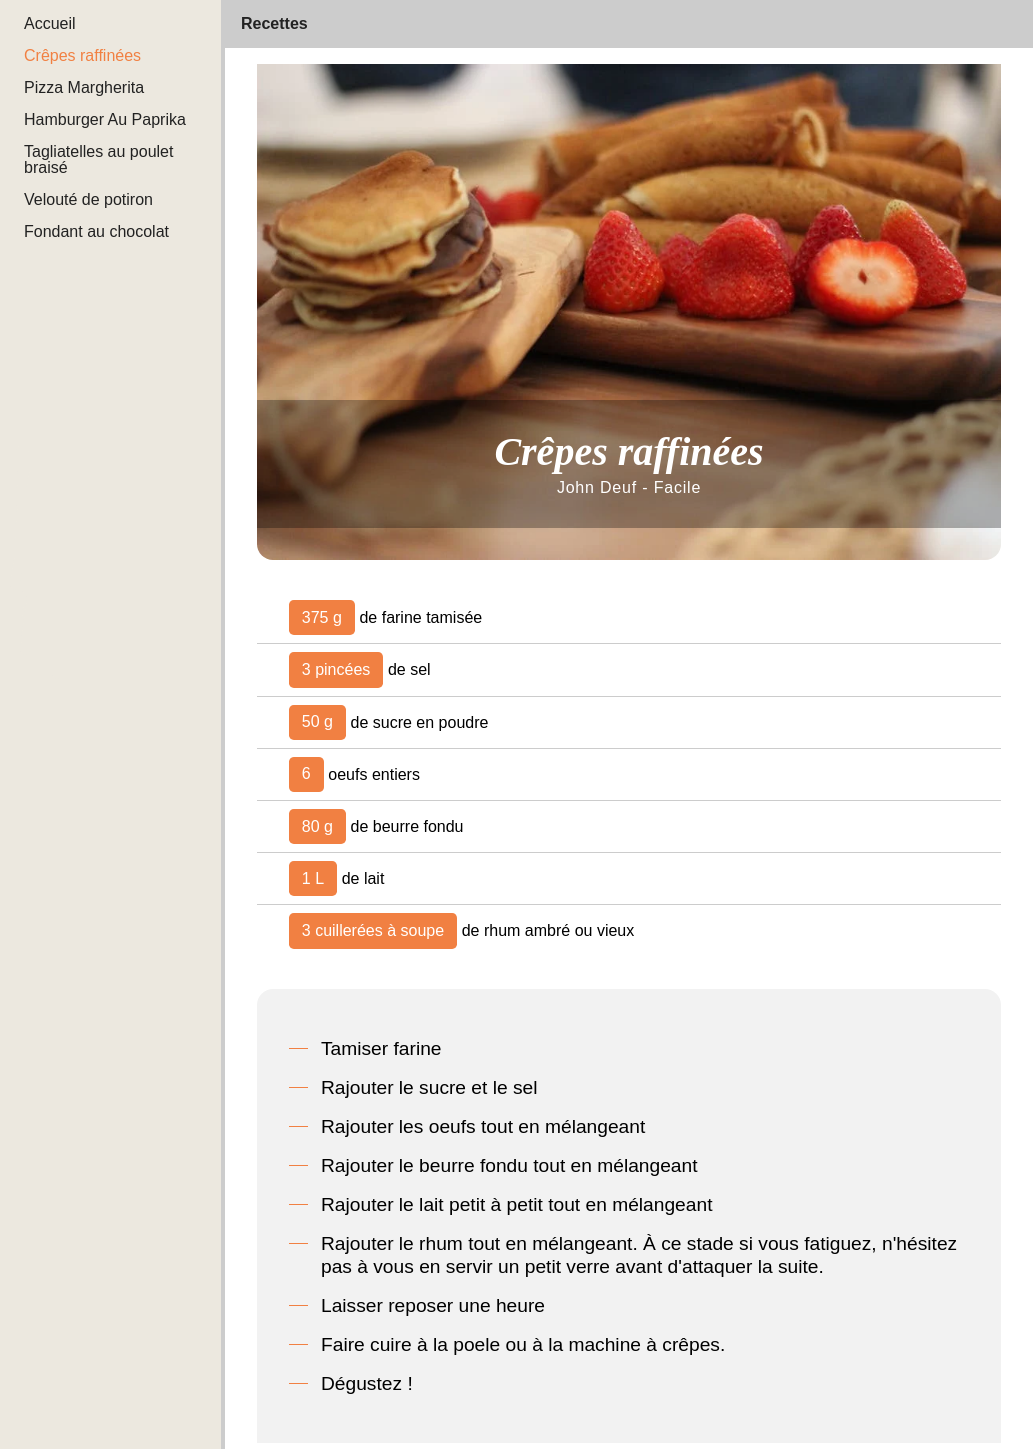 Accueil
Crêpes raffinées
Pizza Margherita
Hamburger Au Paprika
Tagliatelles au poulet
braisé
Velouté de potiron
Fondant au chocolat
Recettes
Crêpes raffinées
John Deuf - Facile
375 g de farine tamisée
3 pincées de sel
50 g de sucre en poudre
6 oeufs entiers
80 g de beurre fondu
1 L de lait
3 cuillerées à soupe de rhum ambré ou vieux
Tamiser farine
Rajouter le sucre et le sel
Rajouter les oeufs tout en mélangeant
Rajouter le beurre fondu tout en mélangeant
Rajouter le lait petit à petit tout en mélangeant
Rajouter le rhum tout en mélangeant. À ce stade si vous fatiguez, n'hésitez
pas à vous en servir un petit verre avant d'attaquer la suite.
Laisser reposer une heure
Faire cuire à la poele ou à la machine à crêpes.
Dégustez !